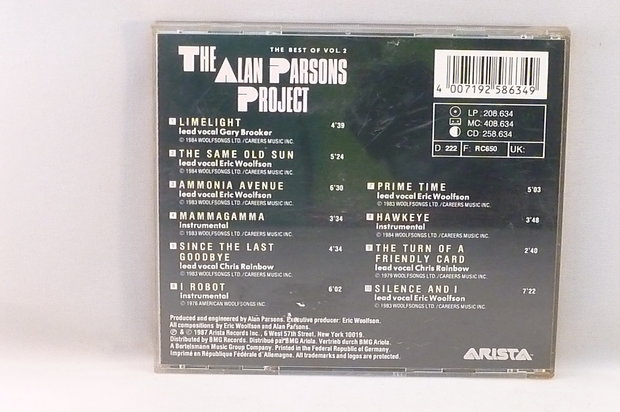 THE BEST OF VOL. 2
THE ALAN PARSONS
PROJECT
4 007192 586349
LP : 208.634
MC : 408.634
CD : 258.634
D 222 F: RC650 UK:
1 LIMELIGHT 4'39
lead vocal Gary Brooker
© 1984 WOOLFSONGS LTD. / CAREERS MUSIC INC.
2 THE SAME OLD SUN 5'24
lead vocal Eric Woolfson
© 1984 WOOLFSONGS LTD. / CAREERS MUSIC INC.
3 AMMONIA AVENUE 6'30
lead vocal Eric Woolfson
© 1983 WOOLFSONGS LTD. / CAREERS MUSIC INC.
4 MAMMAGAMMA 3'34
Instrumental
5 SINCE THE LAST
GOODBYE 4'34
lead vocal Chris Rainbow
© 1983 WOOLFSONGS LTD. / CAREERS MUSIC INC.
6 I ROBOT 6'02
Instrumental
© 1976 AMERICAN WOOLFSONGS LTD.
7 PRIME TIME 5'03
lead vocal Eric Woolfson
© 1983 WOOLFSONGS LTD. / CAREERS MUSIC INC.
8 HAWKEYE 3'48
Instrumental
© 1984 WOOLFSONGS LTD. / CAREERS MUSIC INC.
9 THE TURN OF A 2'40
FRIENDLY CARD
lead vocal Chris Rainbow
© 1979 WOOLFSONGS LTD. / CAREERS MUSIC INC.
10 SILENCE AND I 7'22
lead vocal Eric Woolfson
© 1983 WOOLFSONGS LTD. / CAREERS MUSIC INC.
Produced and engineered by Alan Parsons. Executive producer: Eric Woolfson.
All compositions by Eric Woolfson and Alan Parsons.
℗ & © 1987 Arista Records Inc., 6 West 57th Street, New York 10019.
Distributed by BMG Records. Distribué par BMG Ariola. Vertrieb durch BMG Ariola.
A Bertelsmann Music Group Company. Printed in the Federal Republic of Germany.
Imprimé en République Fédérale d'Allemagne. All trademarks and logos are protected.
ARISTA